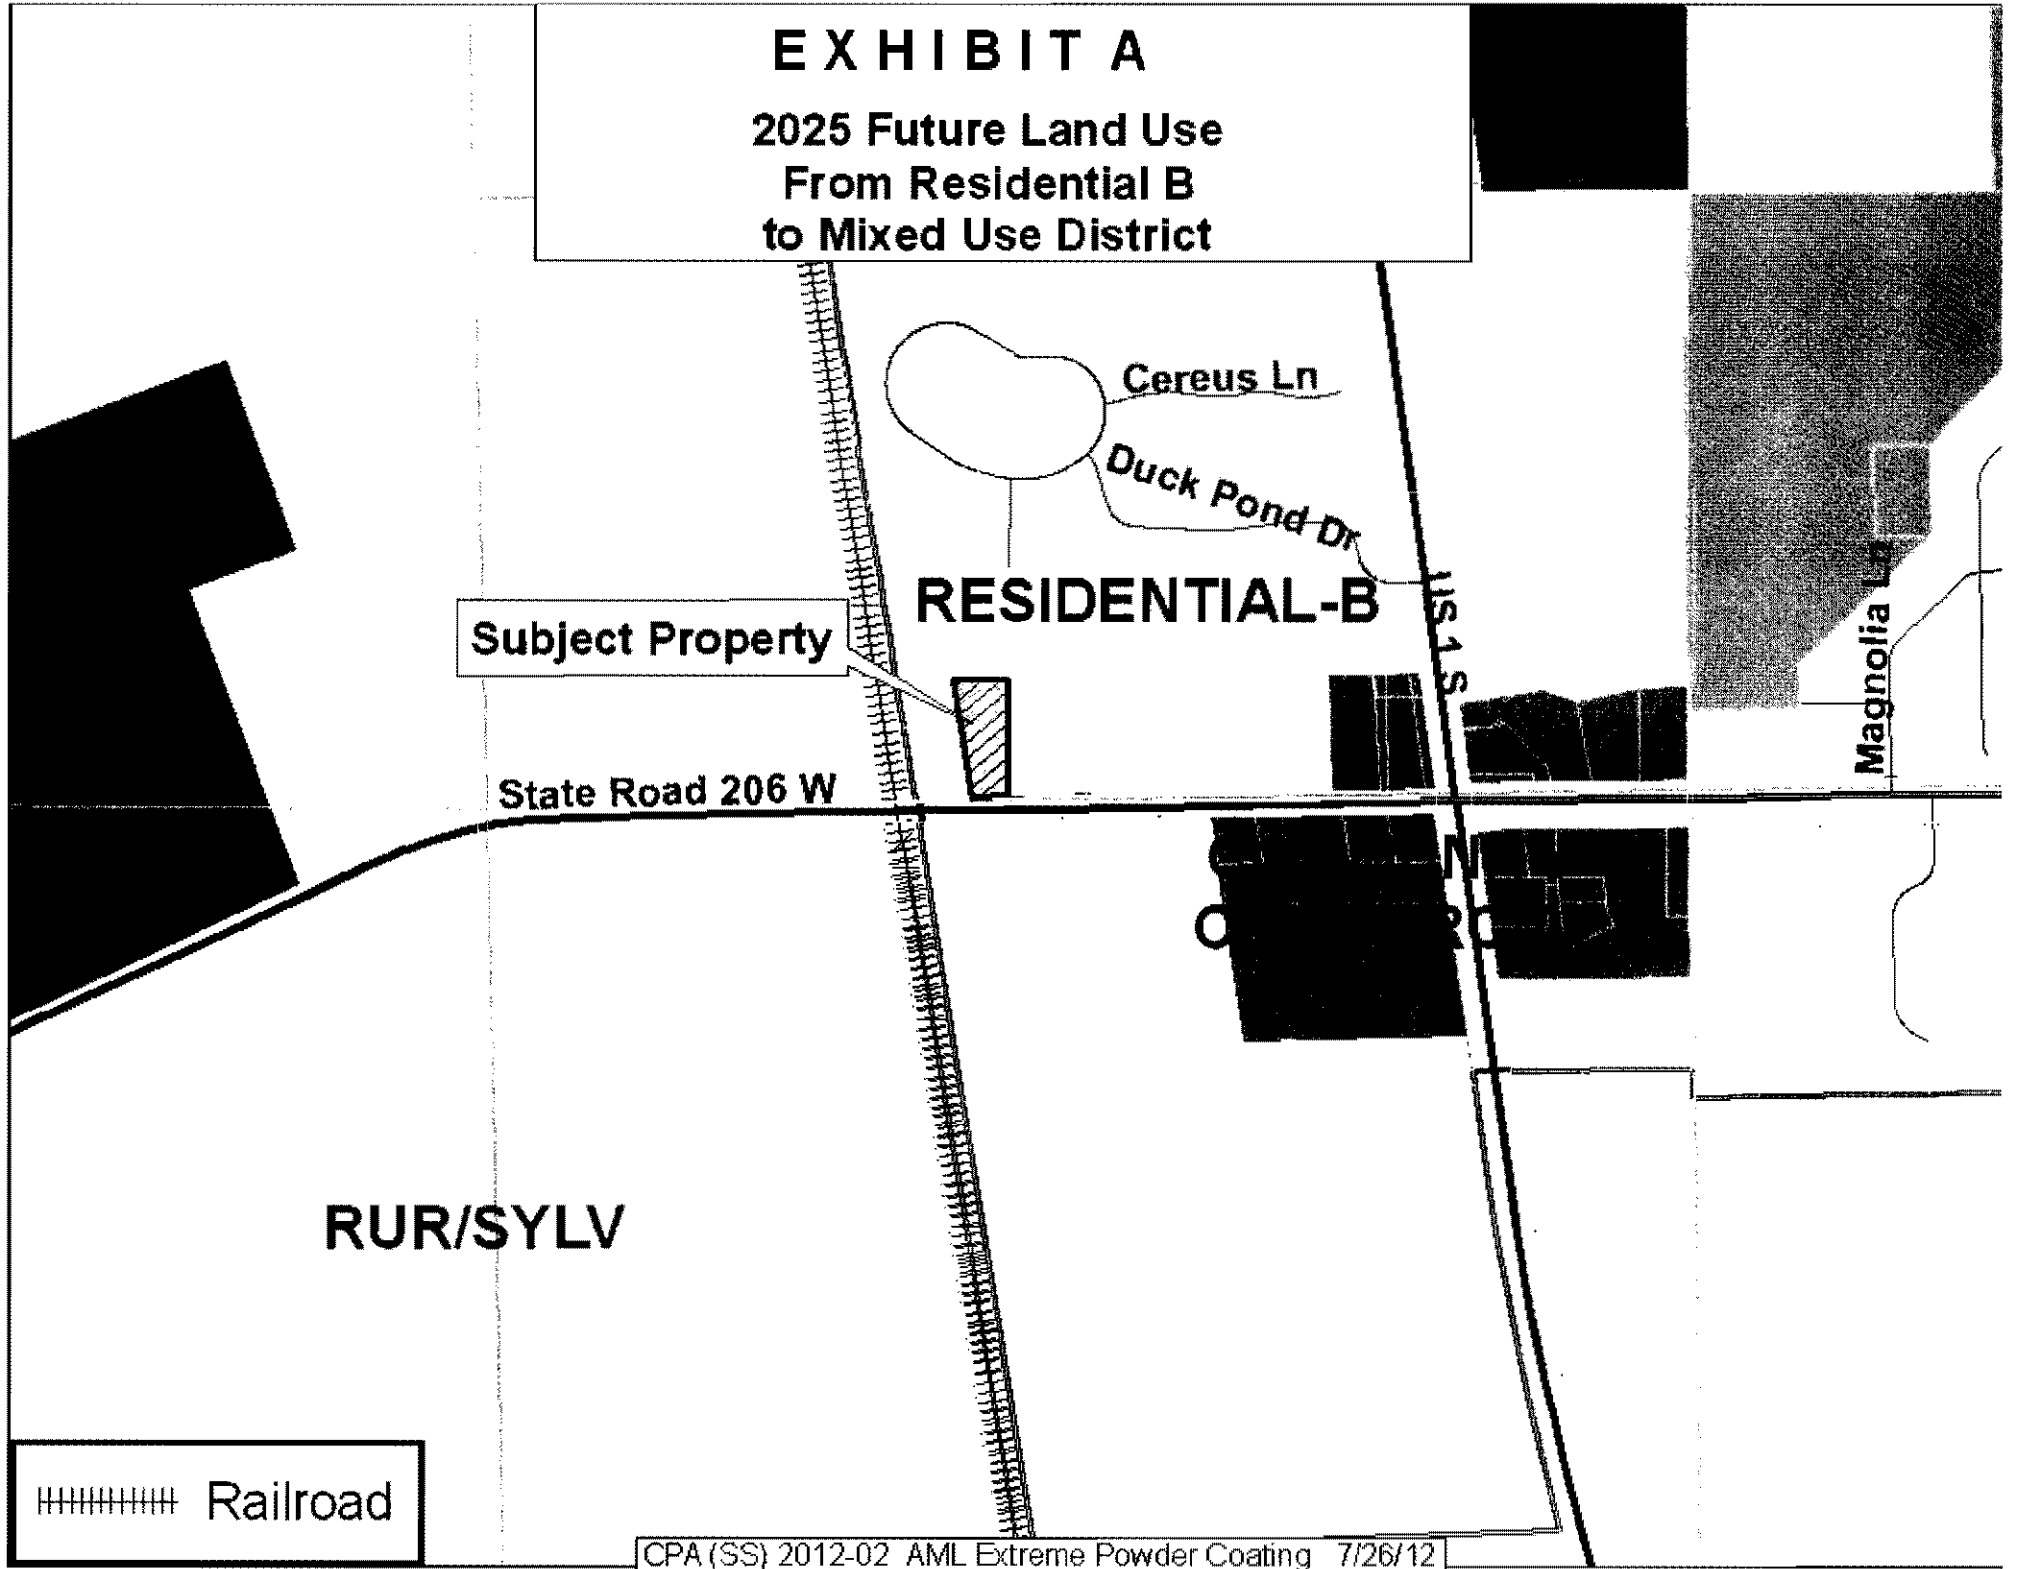 EXHIBIT A
2025 Future Land Use
From Residential B
to Mixed Use District
Cereus Ln
Duck Pond Dr
RESIDENTIAL-B
US 1 S
Subject Property
Magnolia Ln
State Road 206 W
RUR/SYLV
Railroad
CPA (SS) 2012-02 AML Extreme Powder Coating 7/26/12